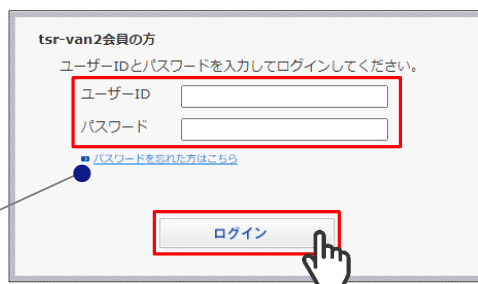 tsr-van2会員の方
ユーザーIDとパスワードを入力してログインしてください。
ユーザーID
パスワード
パスワードを忘れた方はこちら
ログイン